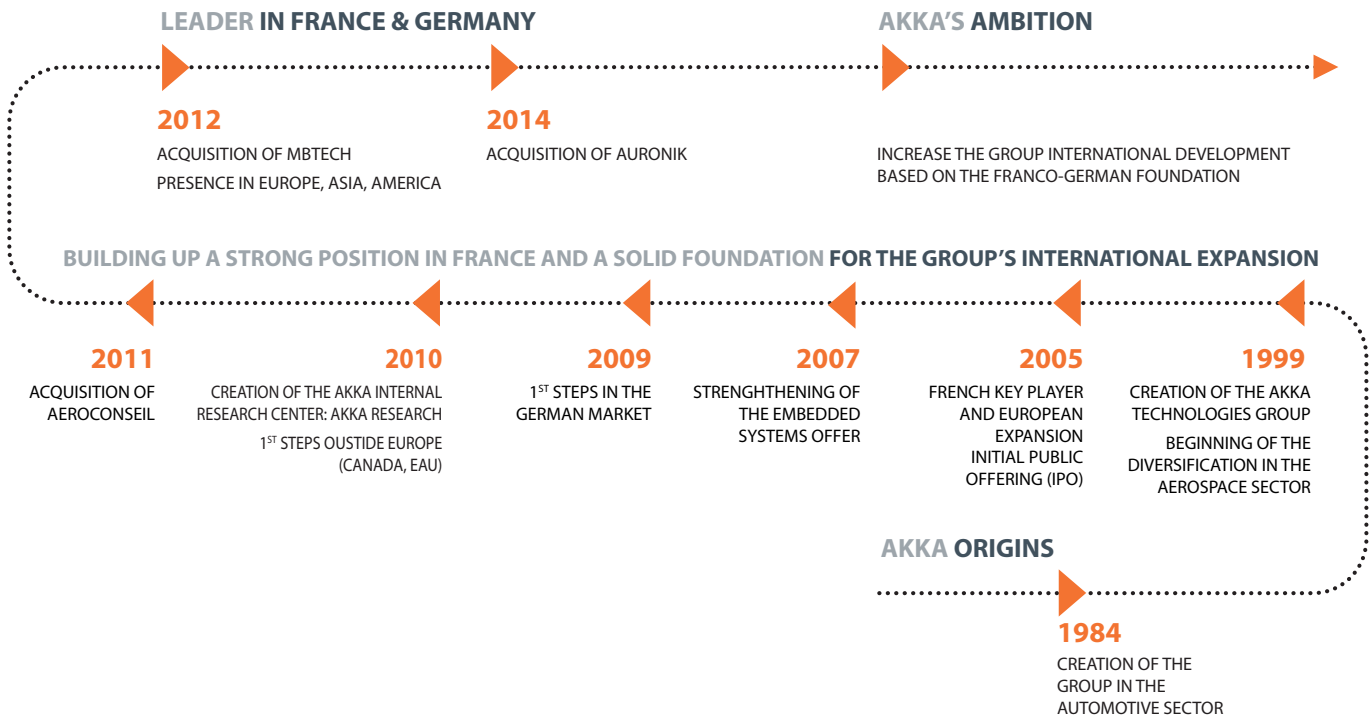 LEADER IN FRANCE & GERMANY
AKKA'S AMBITION
2012
ACQUISITION OF MBTECH
PRESENCE IN EUROPE, ASIA, AMERICA
2014
ACQUISITION OF AURONIK
INCREASE THE GROUP INTERNATIONAL DEVELOPMENT
BASED ON THE FRANCO-GERMAN FOUNDATION
BUILDING UP A STRONG POSITION IN FRANCE AND A SOLID FOUNDATION FOR THE GROUP'S INTERNATIONAL EXPANSION
2011
ACQUISITION OF
AEROCONSEIL
2010
CREATION OF THE AKKA INTERNAL
RESEARCH CENTER: AKKA RESEARCH
1ST STEPS OUSTIDE EUROPE
(CANADA, EAU)
2009
1ST STEPS IN THE
GERMAN MARKET
2007
STRENGHTHENING OF
THE EMBEDDED
SYSTEMS OFFER
2005
FRENCH KEY PLAYER
AND EUROPEAN
EXPANSION
INITIAL PUBLIC
OFFERING (IPO)
1999
CREATION OF THE AKKA
TECHNOLOGIES GROUP
BEGINNING OF THE
DIVERSIFICATION IN THE
AEROSPACE SECTOR
AKKA ORIGINS
1984
CREATION OF THE
GROUP IN THE
AUTOMOTIVE SECTOR